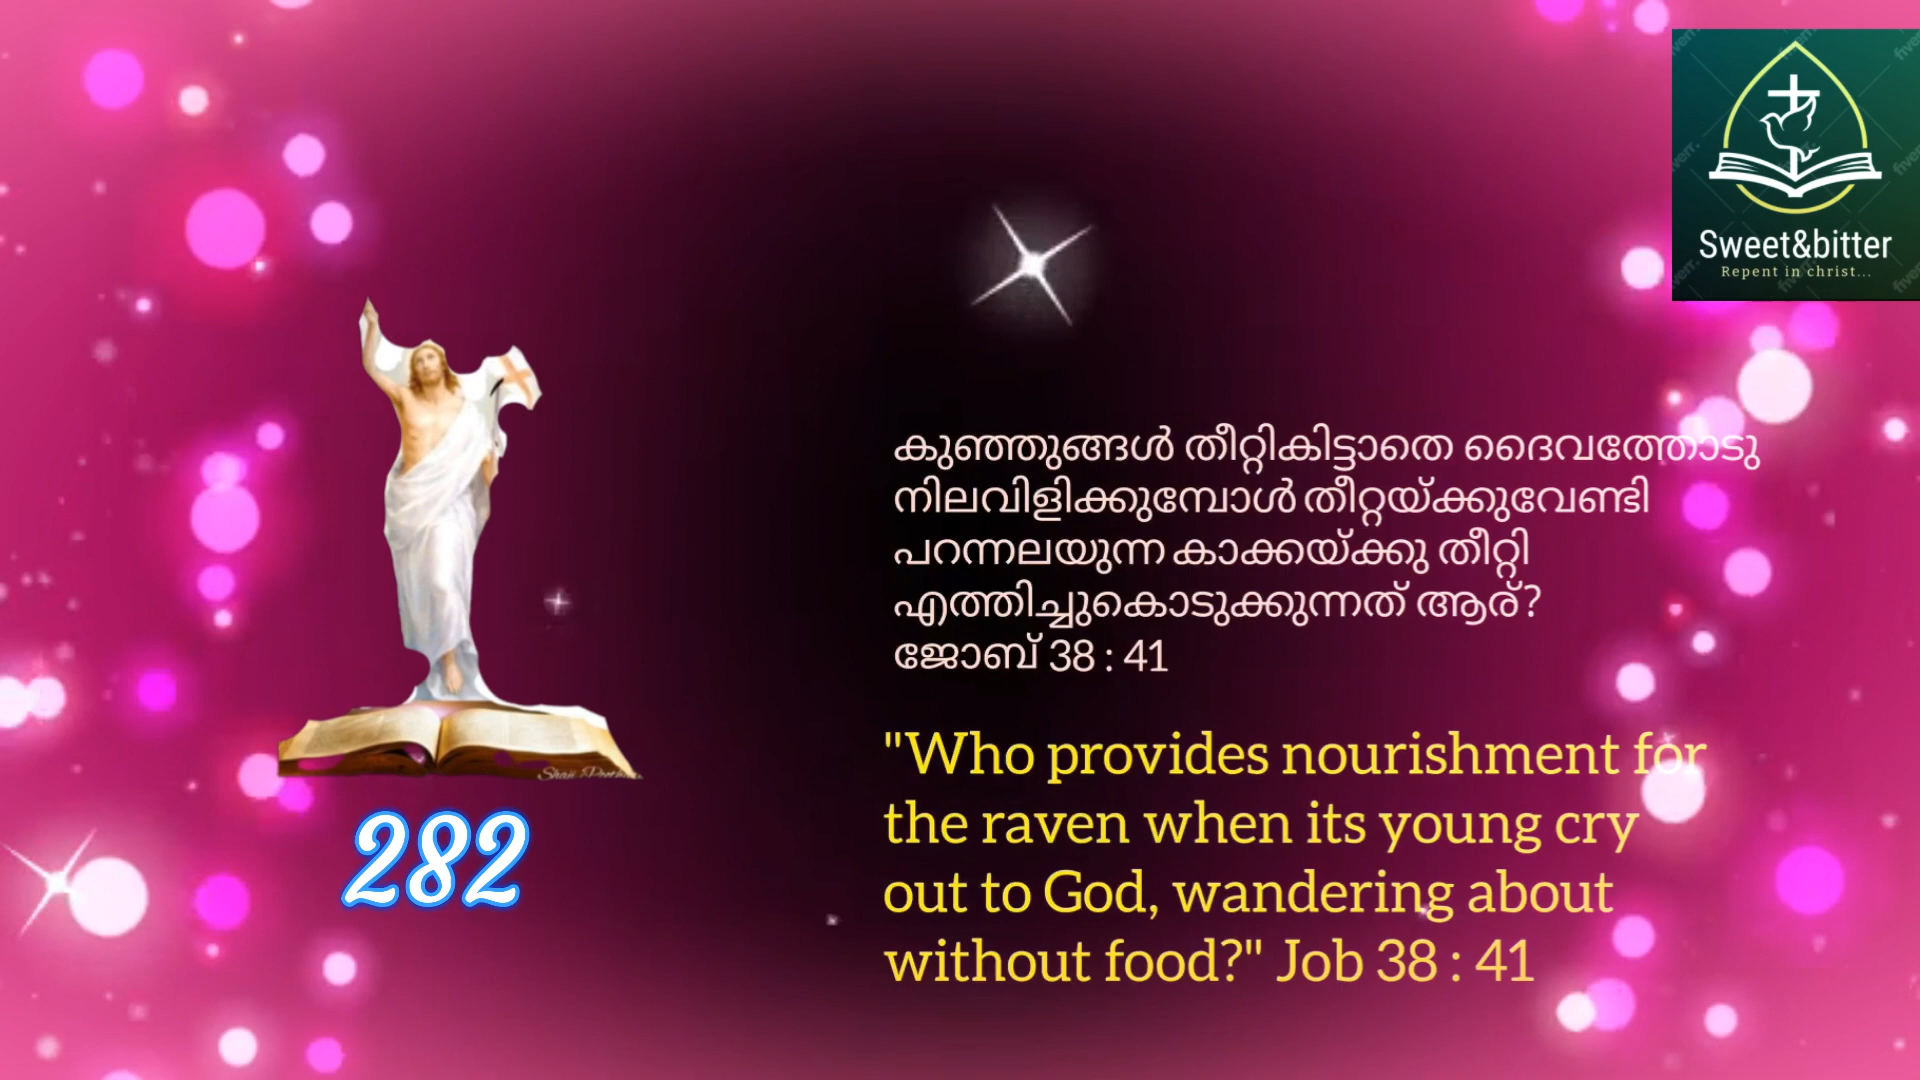 Sweet&bitter
Repent in christ...
കുഞ്ഞുങ്ങൾ തീറ്റികിട്ടാതെ ദൈവത്തോടു
നിലവിളിക്കുമ്പോൾ തീറ്റയ്ക്കുവേണ്ടി
പറന്നലയുന്ന കാക്കയ്ക്കു തീറ്റി
എത്തിച്ചുകൊടുക്കുന്നത് ആര്?
ജോബ് 38 : 41
"Who provides nourishment for
the raven when its young cry
out to God, wandering about
without food?" Job 38 : 41
282